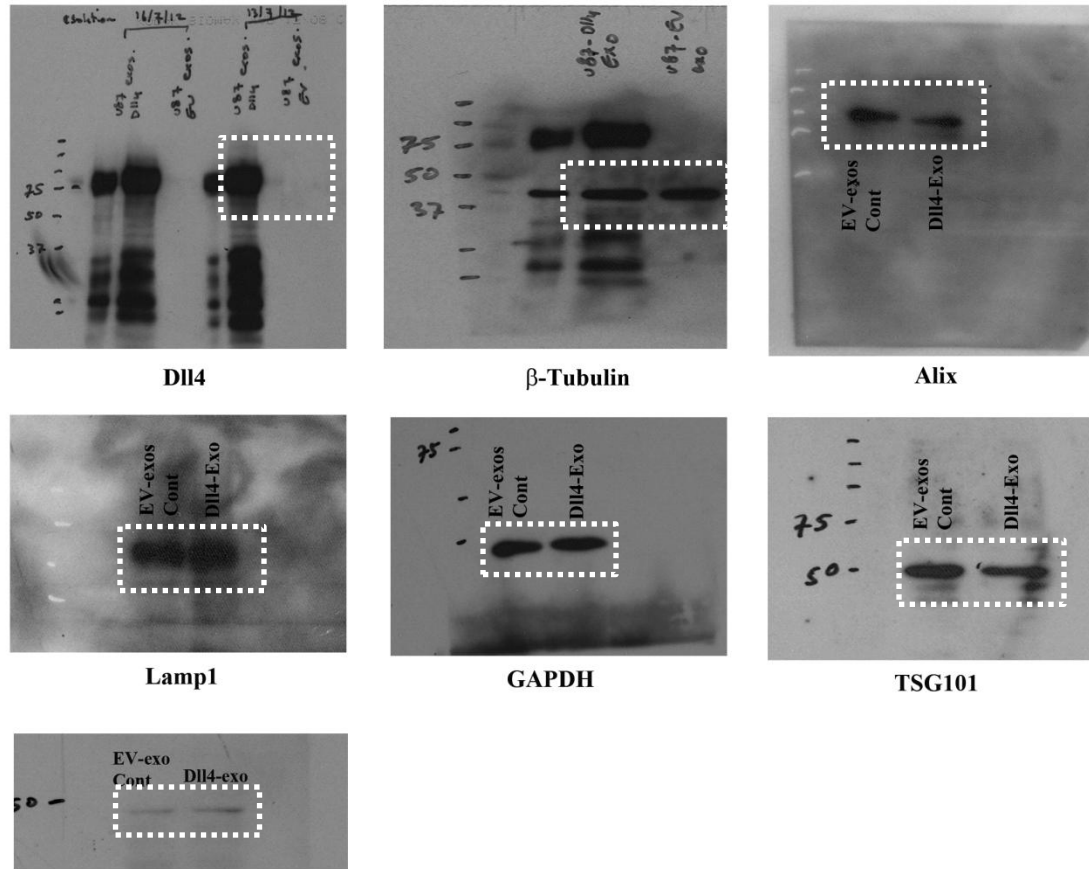 16/7/12 13/7/12
U87 exos.
Dll4
U87 exos.
EV
U87 exos.
Dll4
U87 exos.
EV
75
50
37
Dll4
U87-Dll4
Exo
U87-EV
exo
75
50
37
β-Tubulin
EV-exos
Cont
Dll4-Exo
Alix
EV-exos
Cont
Dll4-Exo
Lamp1
75
EV-exos
Cont
Dll4-Exo
GAPDH
EV-exos
Cont
Dll4-Exo
75
50
TSG101
EV-exo
Cont
Dll4-exo
50